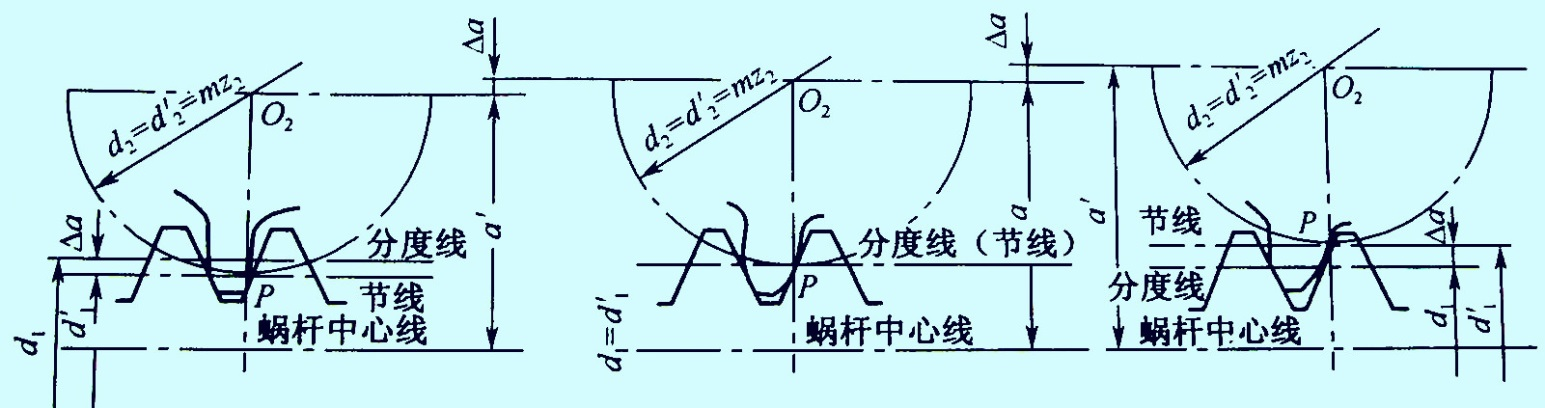 Δa
d₂=d'₂=mz₂
O₂
a'
Δa
分度线
P
节线
蜗杆中心线
d₁
d'₁
Δa
d₂=d'₂=mz₂
O₂
a
分度线（节线）
P
d₁=d'₁
蜗杆中心线
Δa
d₂=d'₂=mz₂
O₂
a'
节线
P
Δa
分度线
d₁
d'₁
蜗杆中心线